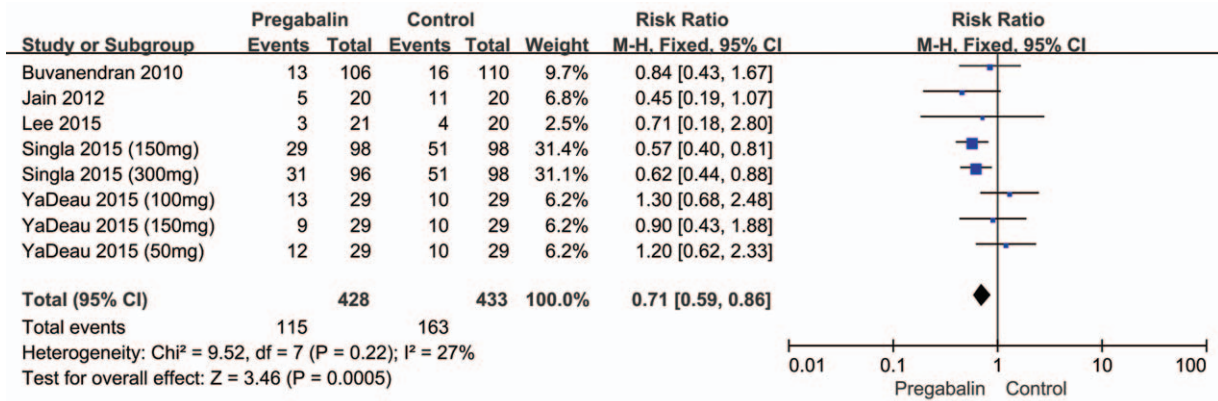 Pregabalin Control Risk Ratio Risk Ratio
Study or Subgroup Events Total Events Total Weight M-H. Fixed. 95% CI M-H. Fixed. 95% CI
Buvanendran 2010 13 106 16 110 9.7% 0.84 [0.43, 1.67]
Jain 2012 5 20 11 20 6.8% 0.45 [0.19, 1.07]
Lee 2015 3 21 4 20 2.5% 0.71 [0.18, 2.80]
Singla 2015 (150mg) 29 98 51 98 31.4% 0.57 [0.40, 0.81]
Singla 2015 (300mg) 31 96 51 98 31.1% 0.62 [0.44, 0.88]
YaDeau 2015 (100mg) 13 29 10 29 6.2% 1.30 [0.68, 2.48]
YaDeau 2015 (150mg) 9 29 10 29 6.2% 0.90 [0.43, 1.88]
YaDeau 2015 (50mg) 12 29 10 29 6.2% 1.20 [0.62, 2.33]
Total (95% CI) 428 433 100.0% 0.71 [0.59, 0.86]
Total events 115 163
Heterogeneity: Chi² = 9.52, df = 7 (P = 0.22); I² = 27%
Test for overall effect: Z = 3.46 (P = 0.0005)
0.01 0.1 1 10 100
Pregabalin Control